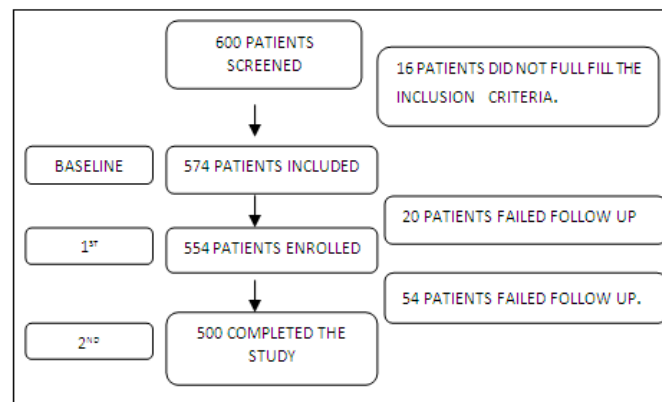 600 PATIENTS
SCREENED
16 PATIENTS DID NOT FULL FILL THE
INCLUSION CRITERIA.
BASELINE
574 PATIENTS INCLUDED
20 PATIENTS FAILED FOLLOW UP
1ST
554 PATIENTS ENROLLED
54 PATIENTS FAILED FOLLOW UP.
2ND
500 COMPLETED THE
STUDY